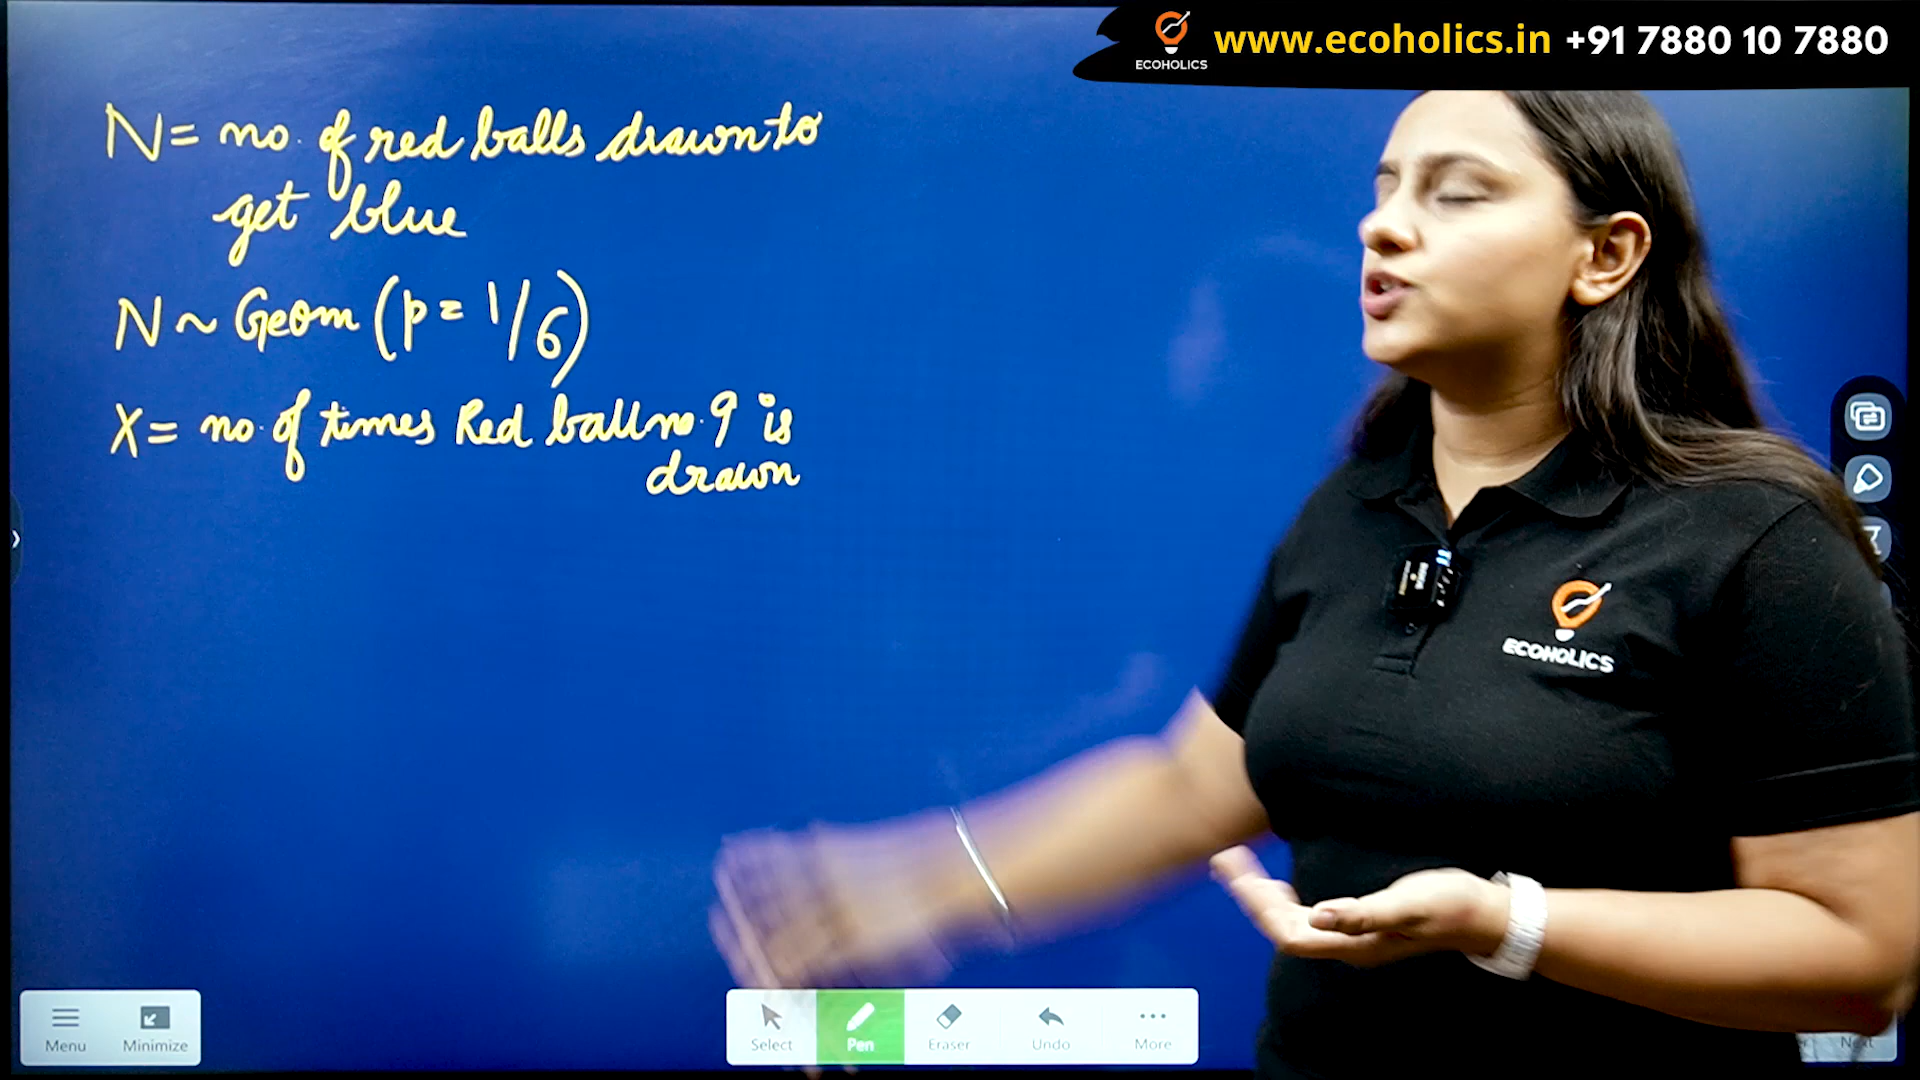 ECOHOLICS
www.ecoholics.in +91 7880 10 7880
N = no. of red balls drawn to
get blue
N ~ Geom (p = 1/6)
X = no. of times Red ball no. 9 is
drawn
ECOHOLICS
Menu
Minimize
Select
Pen
Eraser
Undo
More
Next